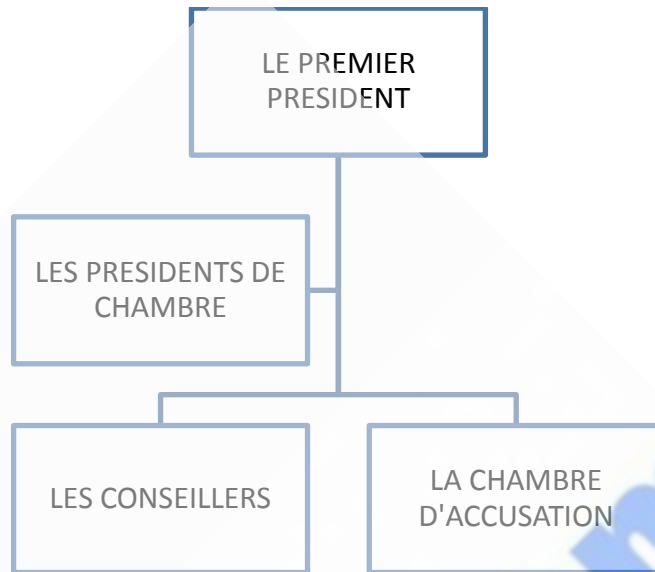 LE PREMIER
PRESIDENT
LES PRESIDENTS DE
CHAMBRE
LES CONSEILLERS
LA CHAMBRE
D'ACCUSATION